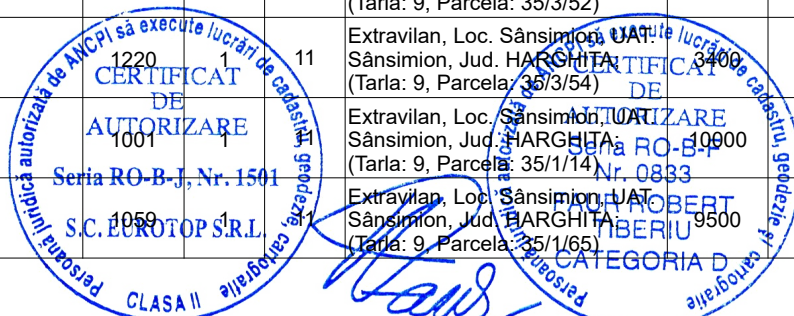 (Tarla: 9, Parcela: 35/3/52)
1220 1 11 Extravilan, Loc. Sânsimion, UAT. Sânsimion, Jud. HARGHITA; (Tarla: 9, Parcela: 35/3/54) 3400
1001 1 11 Extravilan, Loc. Sânsimion, UAT. Sânsimion, Jud. HARGHITA; (Tarla: 9, Parcela: 35/1/14) 10000
1059 1 11 Extravilan, Loc. Sânsimion, UAT. Sânsimion, Jud. HARGHITA; (Tarla: 9, Parcela: 35/1/65) 9500
Persoană juridică autorizată de ANCPI să execute lucrări de cadastru, geodezie, cartografie
CERTIFICAT
DE
AUTORIZARE
Seria RO-B-J, Nr. 1501
S.C. EUROTOP S.R.L.
CLASA II
de ANCPI să execute lucrări de cadastru, geodezie și cartografie
CERTIFICAT
DE
AUTORIZARE
Seria RO-B-F
Nr. 0833
ROBERT
TIBERIU
CATEGORIA D